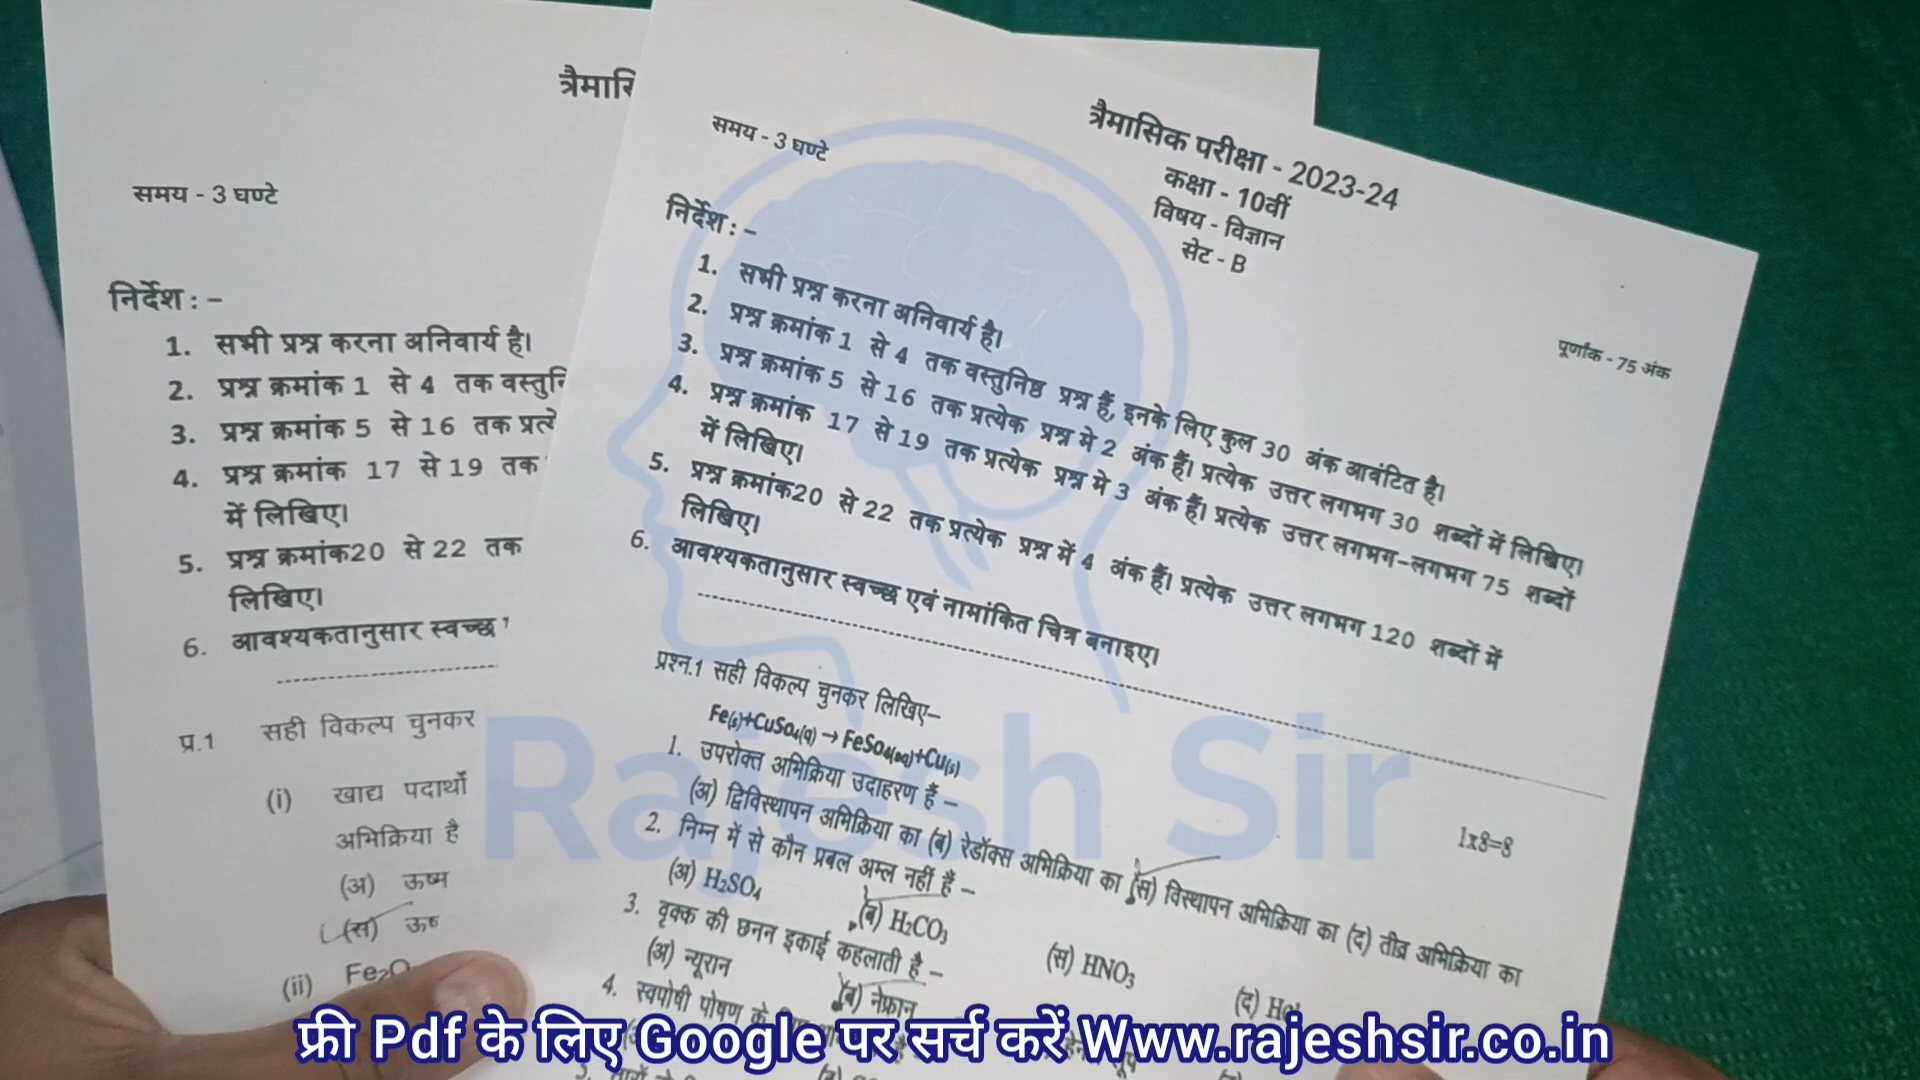 त्रैमासि
समय - 3 घण्टे
निर्देश : –
1. सभी प्रश्न करना अनिवार्य है।
2. प्रश्न क्रमांक 1 से 4 तक वस्तुनि
3. प्रश्न क्रमांक 5 से 16 तक प्रत्ये
4. प्रश्न क्रमांक 17 से 19 तक
में लिखिए।
5. प्रश्न क्रमांक20 से 22 तक
लिखिए।
6. आवश्यकतानुसार स्वच्छ
प्र.1 सही विकल्प चुनकर
(i) खाद्य पदार्थों
अभिक्रिया है
(अ) ऊष्म
(स) ऊष
(ii) Fe₂O
त्रैमासिक परीक्षा - 2023-24
कक्षा - 10वीं
विषय - विज्ञान
सेट - B
समय - 3 घण्टे
पूर्णांक - 75 अंक
निर्देश : –
1. सभी प्रश्न करना अनिवार्य है।
2. प्रश्न क्रमांक 1 से 4 तक वस्तुनिष्ठ प्रश्न हैं, इनके लिए कुल 30 अंक आवंटित है।
3. प्रश्न क्रमांक 5 से 16 तक प्रत्येक प्रश्न मे 2 अंक हैं। प्रत्येक उत्तर लगभग 30 शब्दों में लिखिए।
4. प्रश्न क्रमांक 17 से 19 तक प्रत्येक प्रश्न मे 3 अंक हैं। प्रत्येक उत्तर लगभग–लगभग 75 शब्दों
में लिखिए।
5. प्रश्न क्रमांक20 से 22 तक प्रत्येक प्रश्न में 4 अंक हैं। प्रत्येक उत्तर लगभग 120 शब्दों में
लिखिए।
6. आवश्यकतानुसार स्वच्छ एवं नामांकित चित्र बनाइए।
प्रश्न.1 सही विकल्प चुनकर लिखिए–
1x8=8
Fe(s)+CuSo₄(q) → FeSo₄(aq)+Cu(s)
1. उपरोक्त अभिक्रिया उदाहरण हैं –
(अ) द्विविस्थापन अभिक्रिया का (ब) रेडॉक्स अभिक्रिया का (स) विस्थापन अभिक्रिया का (द) तीव्र अभिक्रिया का
2. निम्न में से कौन प्रबल अम्ल नहीं हैं –
(अ) H₂SO₄ (ब) H₂CO₃ (स) HNO₃ (द)
3. वृक्क की छनन इकाई कहलाती है –
(अ) न्यूरान (ब) नेफ्रान
4. स्वपोषी पोषण के
Rajesh Sir
फ्री Pdf के लिए Google पर सर्च करें Www.rajeshsir.co.in